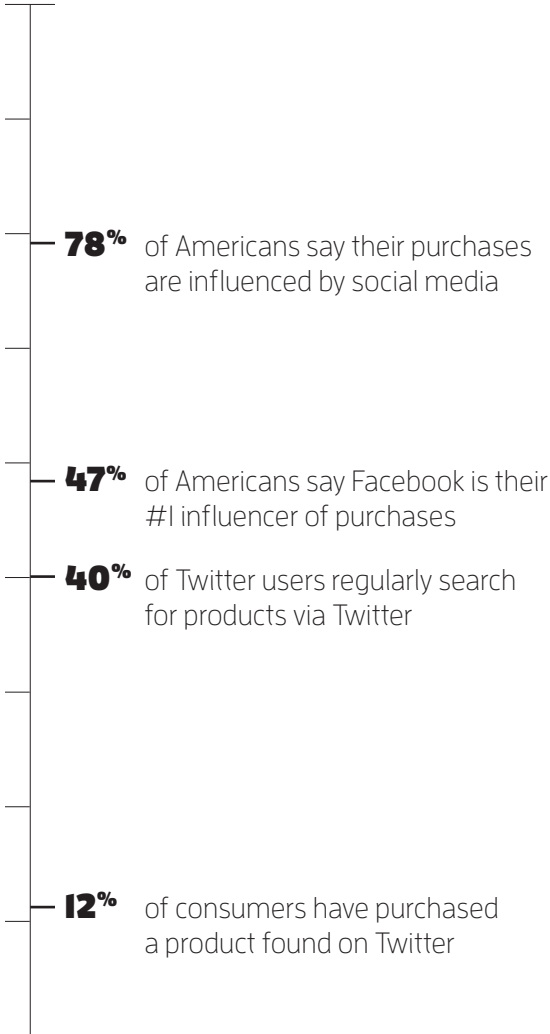 78% of Americans say their purchases
are influenced by social media
47% of Americans say Facebook is their
#1 influencer of purchases
40% of Twitter users regularly search
for products via Twitter
12% of consumers have purchased
a product found on Twitter